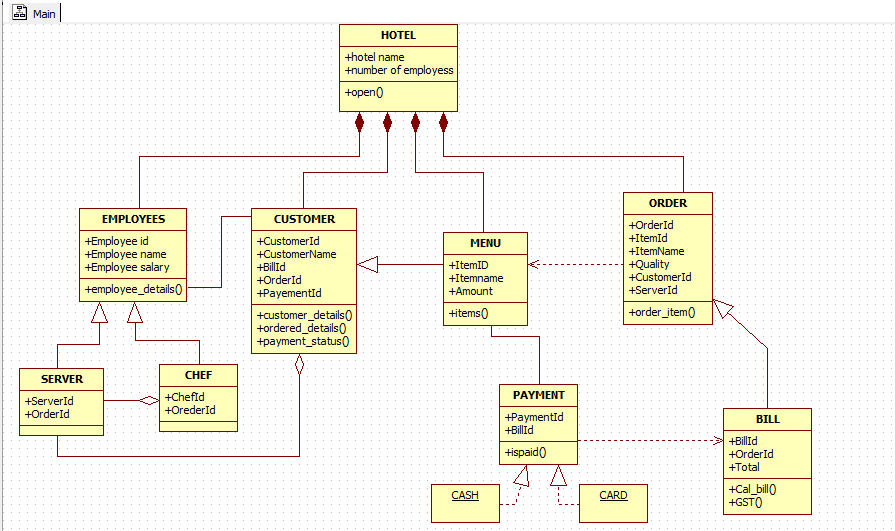 Main
HOTEL
+hotel name
+number of employess
+open()
EMPLOYEES
+Employee id
+Employee name
+Employee salary
+employee_details()
CUSTOMER
+CustomerId
+CustomerName
+BillId
+OrderId
+PayementId
+customer_details()
+ordered_details()
+payment_status()
MENU
+ItemID
+Itemname
+Amount
+items()
ORDER
+OrderId
+ItemId
+ItemName
+Quality
+CustomerId
+ServerId
+order_item()
SERVER
+ServerId
+OrderId
CHEF
+ChefId
+OrederId
PAYMENT
+PaymentId
+BillId
+ispaid()
BILL
+BillId
+OrderId
+Total
+Cal_bill()
+GST()
CASH
CARD